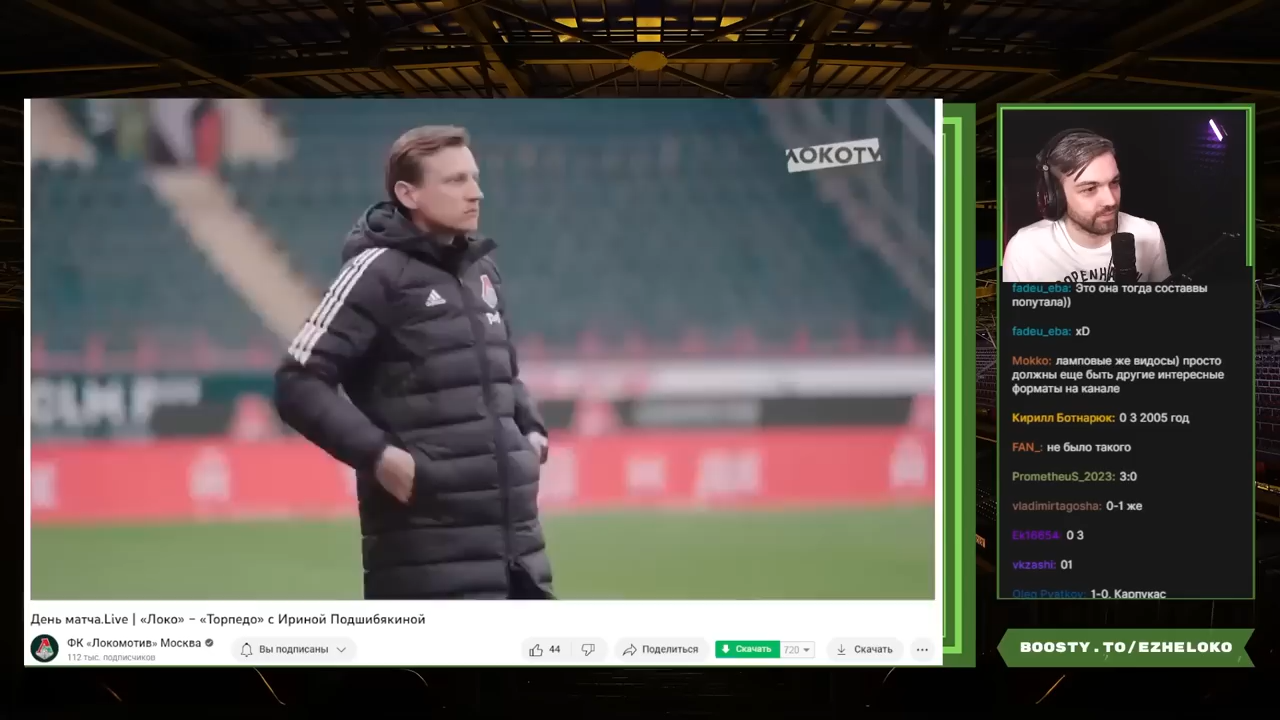 ЛОКОТV
День матча.Live | «Локо» – «Торпедо» с Ириной Подшибякиной
ФК «Локомотив» Москва
112 тыс. подписчиков
Вы подписаны
44
Поделиться
Скачать
720
Скачать
fadeu_eba: Это она тогда составвы
попутала))
fadeu_eba: xD
Mokko: ламповые же видосы) просто
должны еще быть другие интересные
форматы на канале
Кирилл Ботнарюк: 0 3 2005 год
FAN_: не было такого
PrometheuS_2023: 3:0
vladimirtagosha: 0-1 же
Ek16854: 0 3
vkzashi: 01
Oleg Pyatkov: 1-0. Карпукас
BOOSTY.TO/EZHELOKO